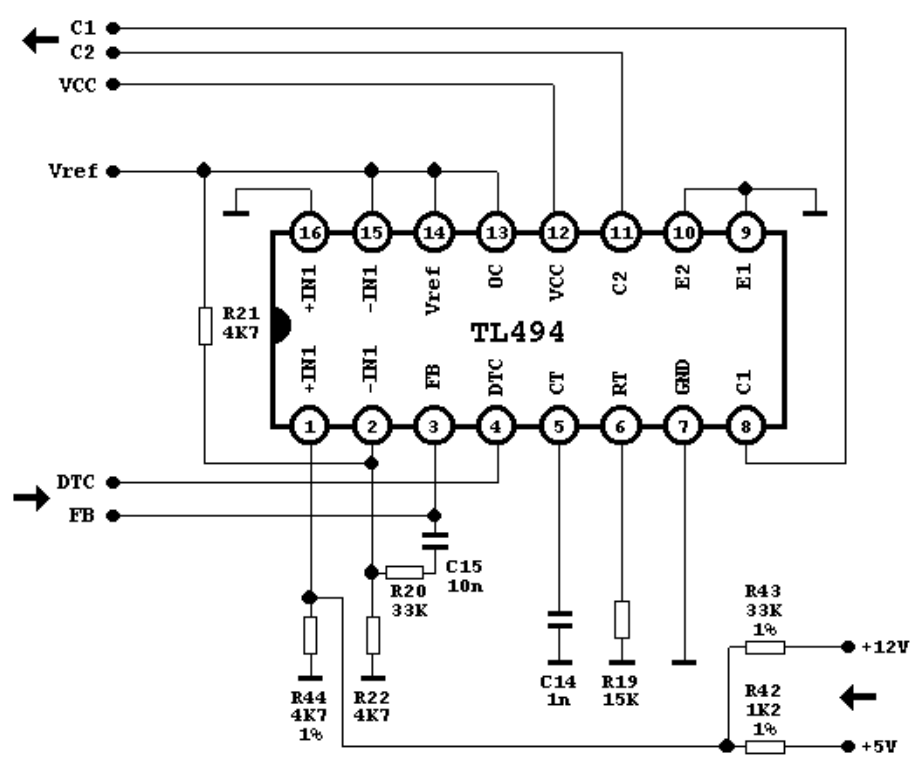 C1
C2
VCC
Vref
16 15 14 13 12 11 10 9
+IN1 -IN1 Vref OC VCC C2 E2 E1
R21
4K7
TL494
+IN1 -IN1 FB DTC CT RT GND C1
1 2 3 4 5 6 7 8
DTC
FB
C15
10n
R20
33K
R43
33K
1%
+12V
C14
1n
R19
15K
R44
4K7
1%
R22
4K7
R42
1K2
1%
+5V